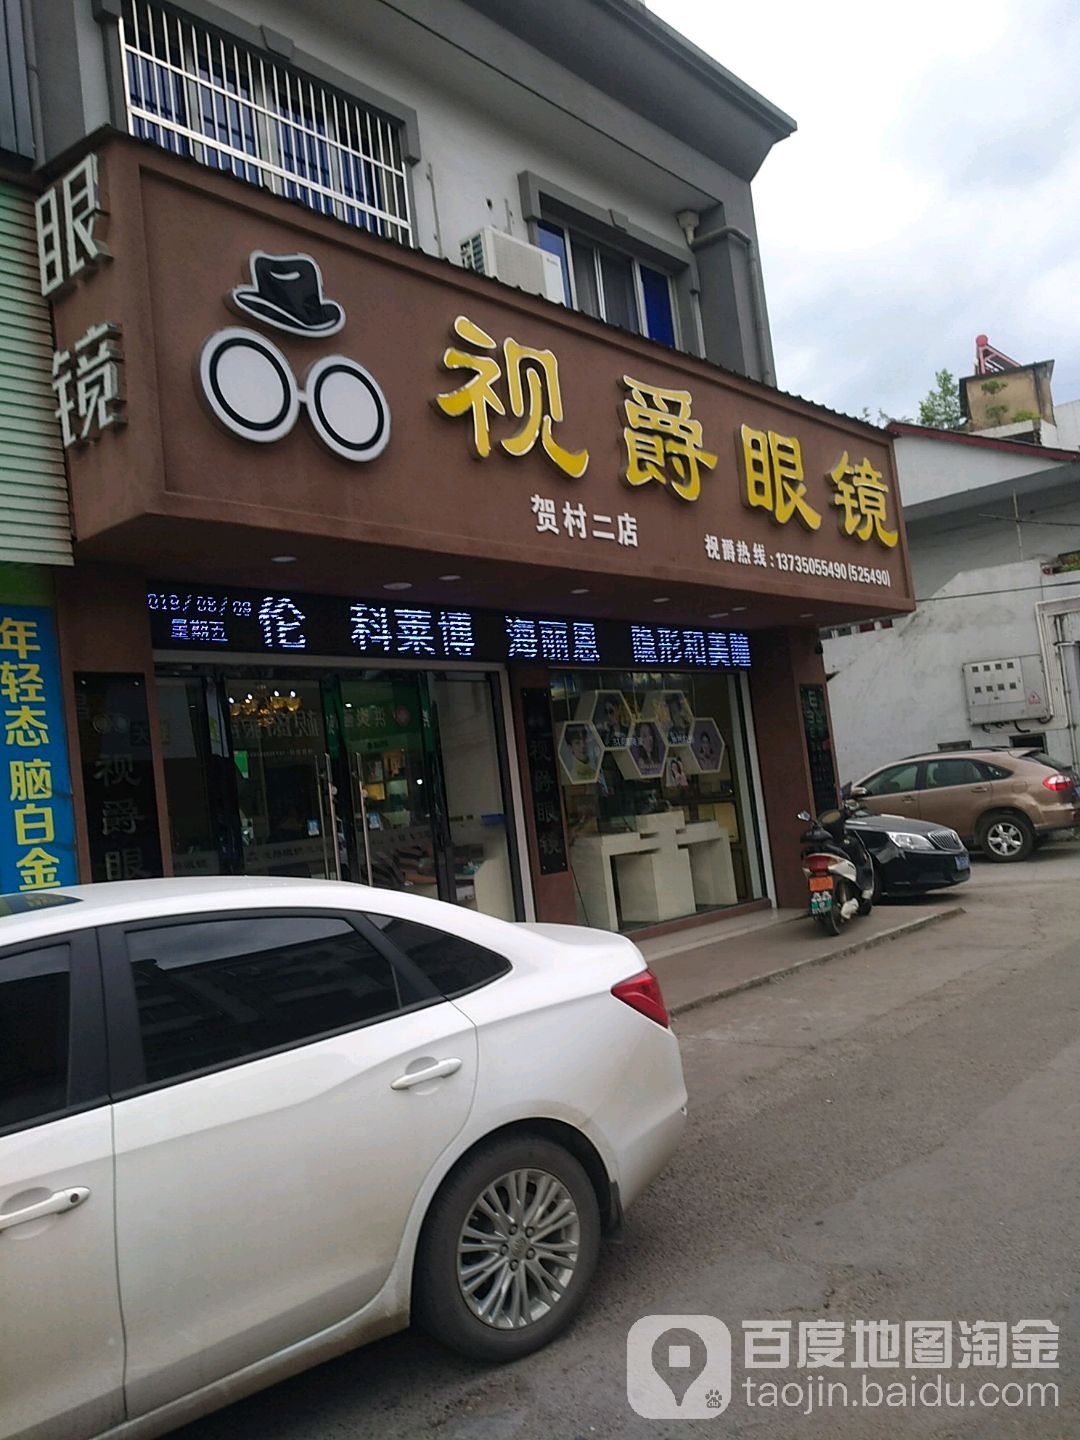 眼镜
视爵眼镜
贺村二店
视爵热线:13735055490(525490)
019/08/09
星期五
伦 科莱博 海丽恩 隐形和美瞳
年轻态 脑白金
视爵眼
视爵眼镜
百度地图淘金
taojin.baidu.com